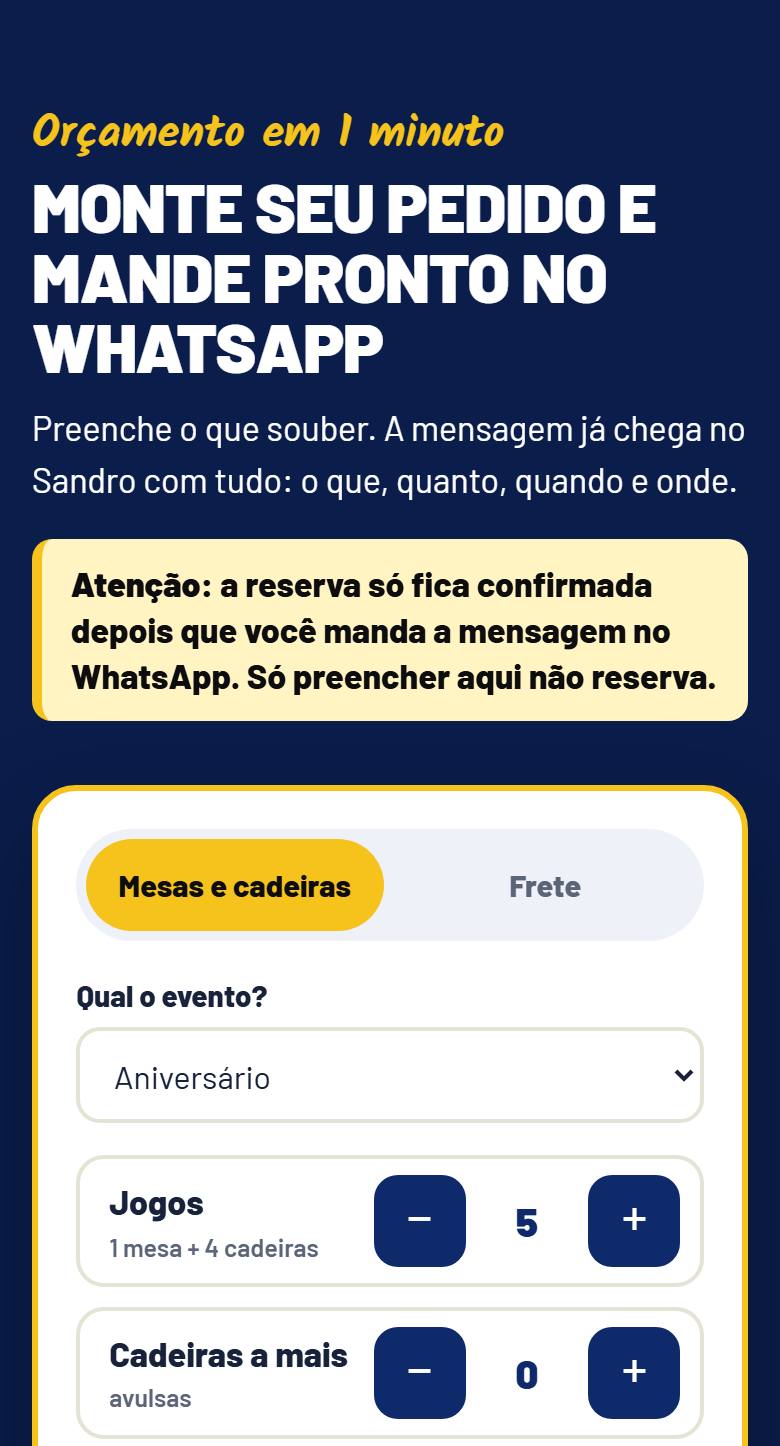 Orçamento em 1 minuto
MONTE SEU PEDIDO E
MANDE PRONTO NO
WHATSAPP
Preenche o que souber. A mensagem já chega no
Sandro com tudo: o que, quanto, quando e onde.
Atenção: a reserva só fica confirmada
depois que você manda a mensagem no
WhatsApp. Só preencher aqui não reserva.
Mesas e cadeiras Frete
Qual o evento?
Aniversário
Jogos
1 mesa + 4 cadeiras
− 5 +
Cadeiras a mais
avulsas
− 0 +